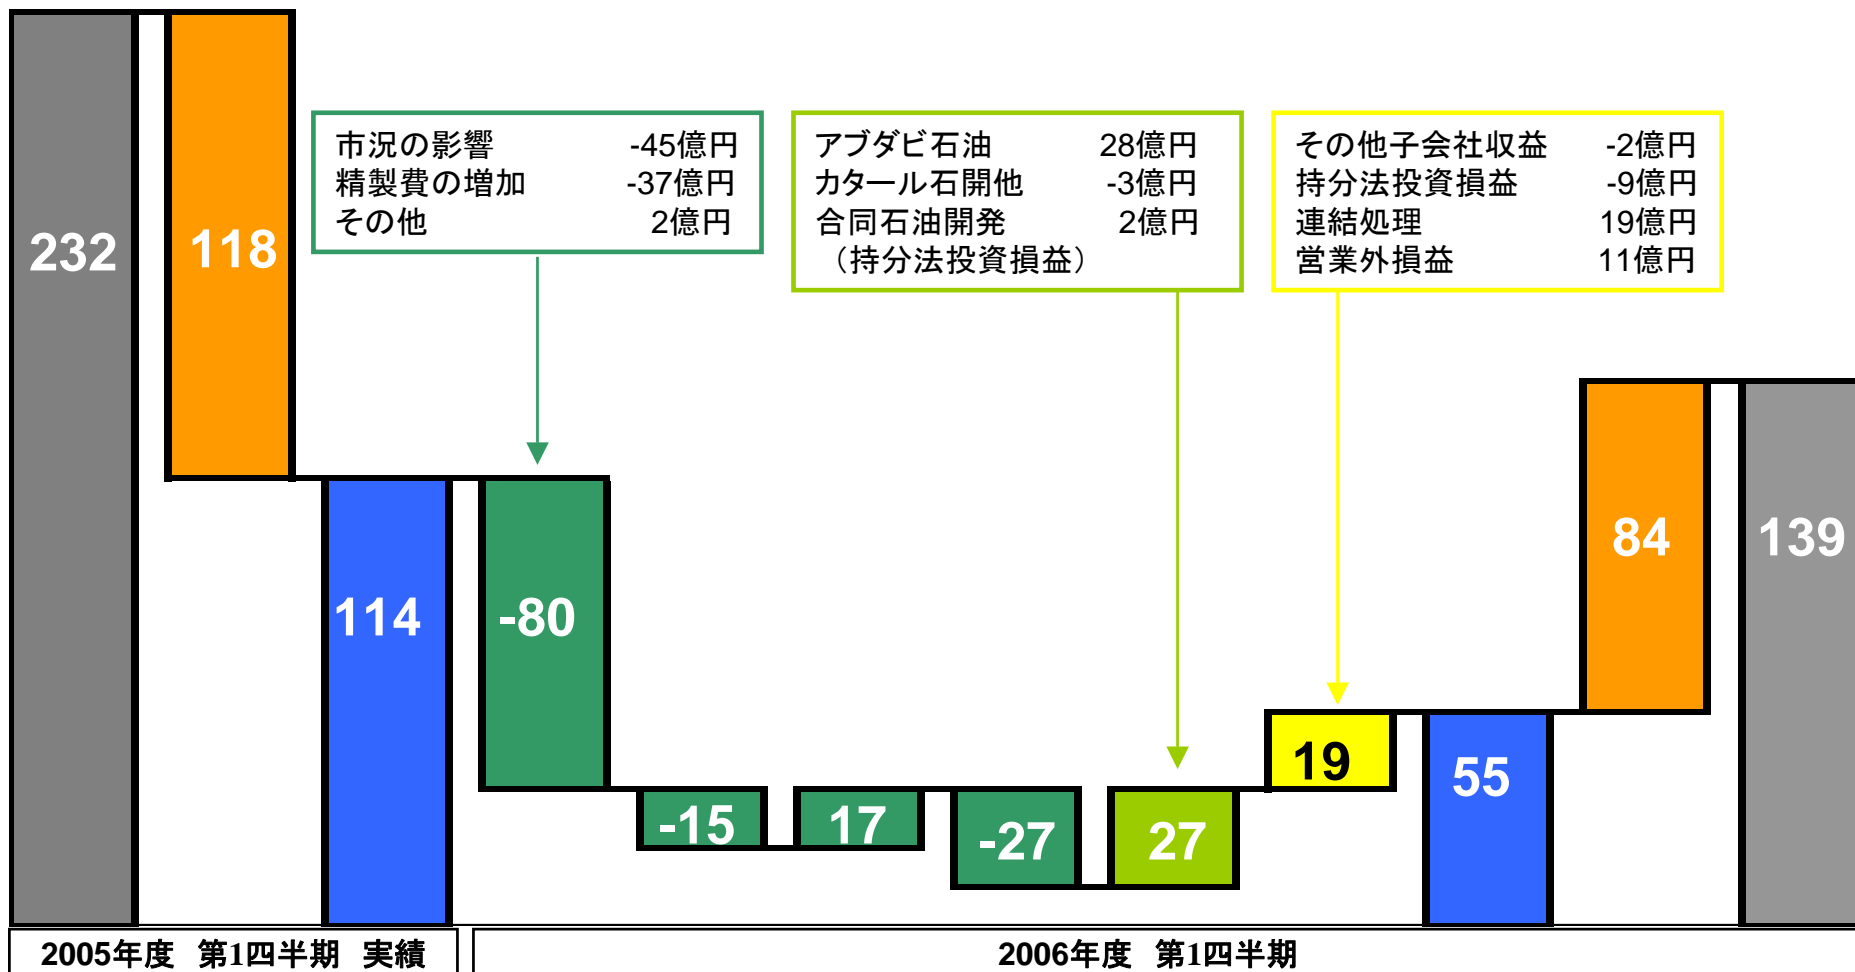 232
118
114
市況の影響 -45億円
精製費の増加 -37億円
その他 2億円
アブダビ石油 28億円
カタール石開他 -3億円
合同石油開発 2億円
（持分法投資損益）
その他子会社収益 -2億円
持分法投資損益 -9億円
連結処理 19億円
営業外損益 11億円
-80
-15
17
-27
27
19
55
84
139
2005年度 第1四半期 実績
2006年度 第1四半期